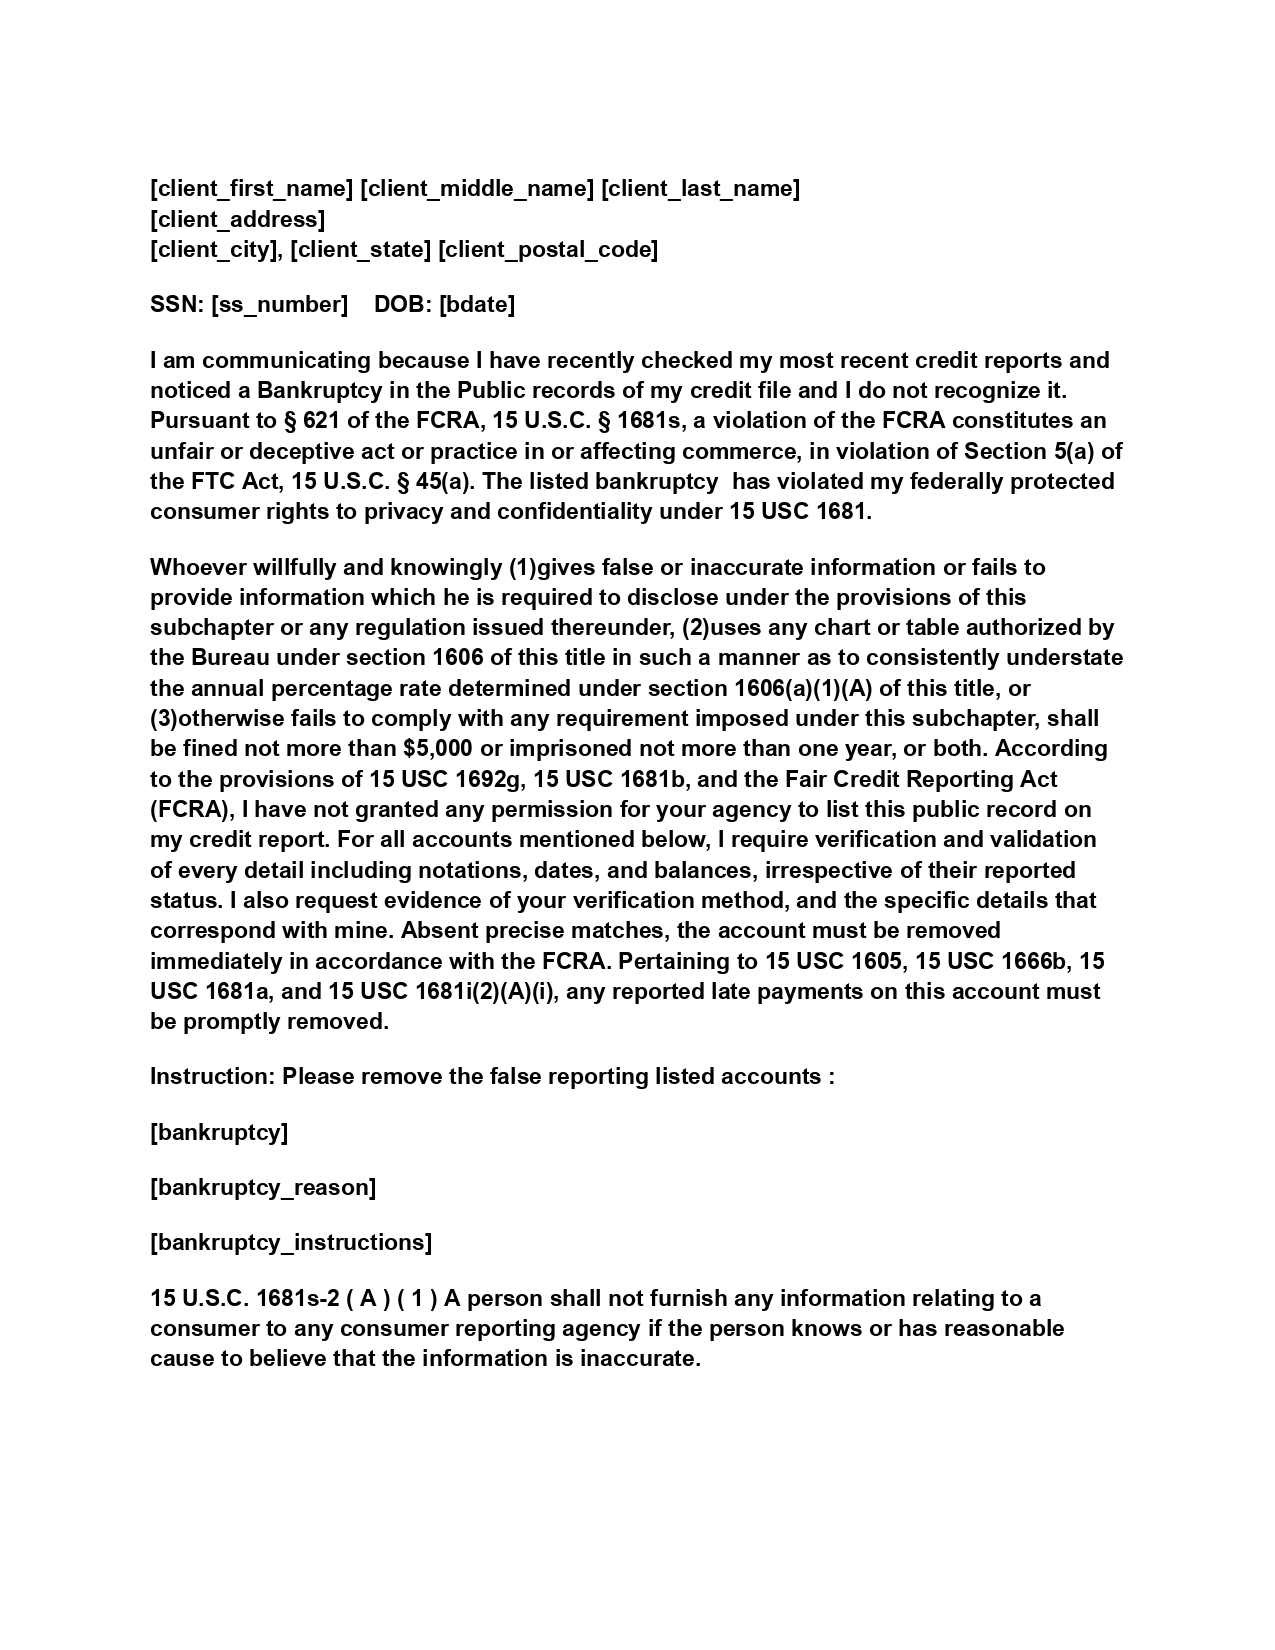 [client_first_name] [client_middle_name] [client_last_name]
[client_address]
[client_city], [client_state] [client_postal_code]
SSN: [ss_number]    DOB: [bdate]
I am communicating because I have recently checked my most recent credit reports and
noticed a Bankruptcy in the Public records of my credit file and I do not recognize it.
Pursuant to § 621 of the FCRA, 15 U.S.C. § 1681s, a violation of the FCRA constitutes an
unfair or deceptive act or practice in or affecting commerce, in violation of Section 5(a) of
the FTC Act, 15 U.S.C. § 45(a). The listed bankruptcy  has violated my federally protected
consumer rights to privacy and confidentiality under 15 USC 1681.
Whoever willfully and knowingly (1)gives false or inaccurate information or fails to
provide information which he is required to disclose under the provisions of this
subchapter or any regulation issued thereunder, (2)uses any chart or table authorized by
the Bureau under section 1606 of this title in such a manner as to consistently understate
the annual percentage rate determined under section 1606(a)(1)(A) of this title, or
(3)otherwise fails to comply with any requirement imposed under this subchapter, shall
be fined not more than $5,000 or imprisoned not more than one year, or both. According
to the provisions of 15 USC 1692g, 15 USC 1681b, and the Fair Credit Reporting Act
(FCRA), I have not granted any permission for your agency to list this public record on
my credit report. For all accounts mentioned below, I require verification and validation
of every detail including notations, dates, and balances, irrespective of their reported
status. I also request evidence of your verification method, and the specific details that
correspond with mine. Absent precise matches, the account must be removed
immediately in accordance with the FCRA. Pertaining to 15 USC 1605, 15 USC 1666b, 15
USC 1681a, and 15 USC 1681i(2)(A)(i), any reported late payments on this account must
be promptly removed.
Instruction: Please remove the false reporting listed accounts :
[bankruptcy]
[bankruptcy_reason]
[bankruptcy_instructions]
15 U.S.C. 1681s-2 ( A ) ( 1 ) A person shall not furnish any information relating to a
consumer to any consumer reporting agency if the person knows or has reasonable
cause to believe that the information is inaccurate.